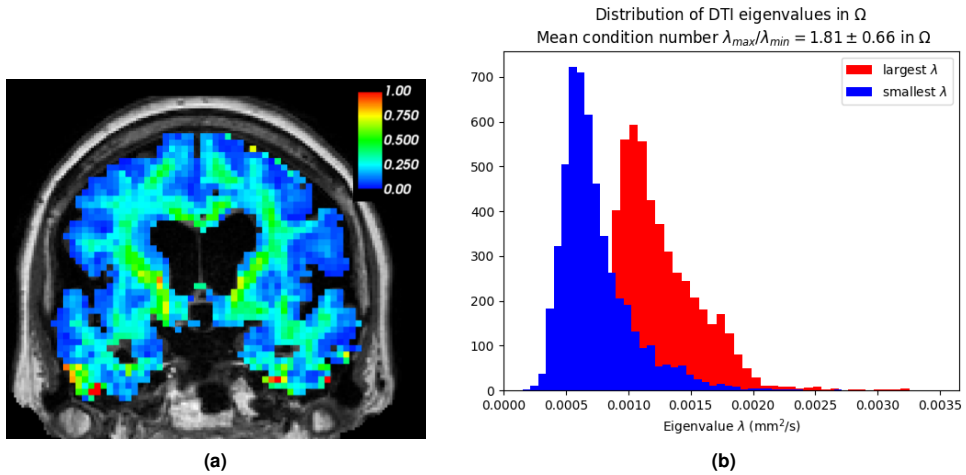 1.00
0.750
0.500
0.250
0.00
(a)
Distribution of DTI eigenvalues in Ω
Mean condition number λmax/λmin = 1.81 ± 0.66 in Ω
largest λ
smallest λ
700
600
500
400
300
200
100
0
0.0000 0.0005 0.0010 0.0015 0.0020 0.0025 0.0030 0.0035
Eigenvalue λ (mm²/s)
(b)